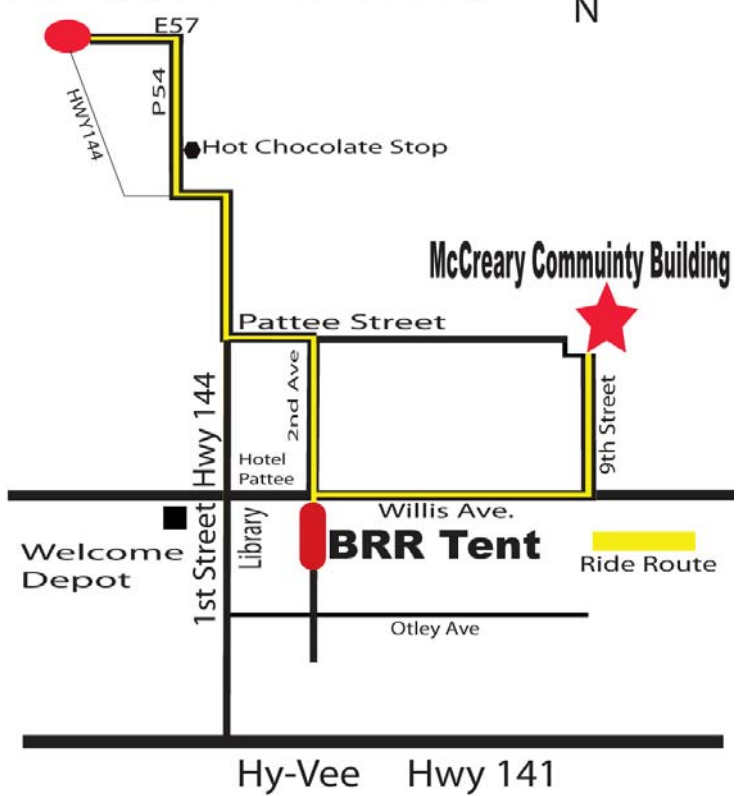 N
E57
P54
HWY144
Hot Chocolate Stop
McCreary Commuinty Building
Pattee Street
2nd Ave
1st Street Hwy 144
9th Street
Hotel
Pattee
Willis Ave.
Library
BRR Tent
Welcome
Depot
Ride Route
Otley Ave
Hy-Vee Hwy 141